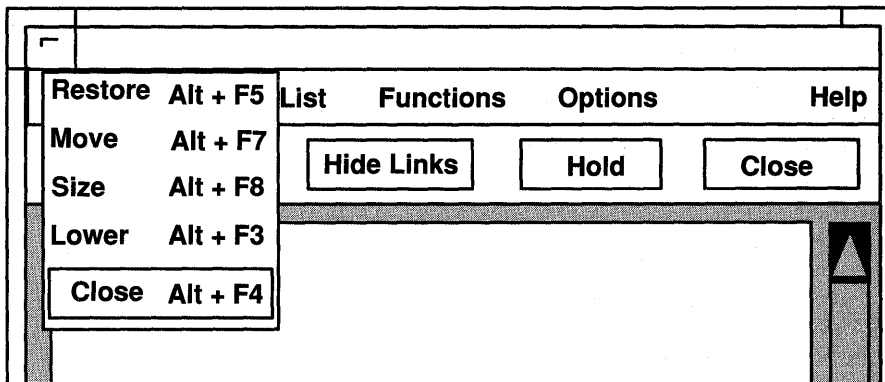 Restore Alt + F5 List Functions Options Help
Move Alt + F7
Hide Links Hold Close
Size Alt + F8
Lower Alt + F3
Close Alt + F4